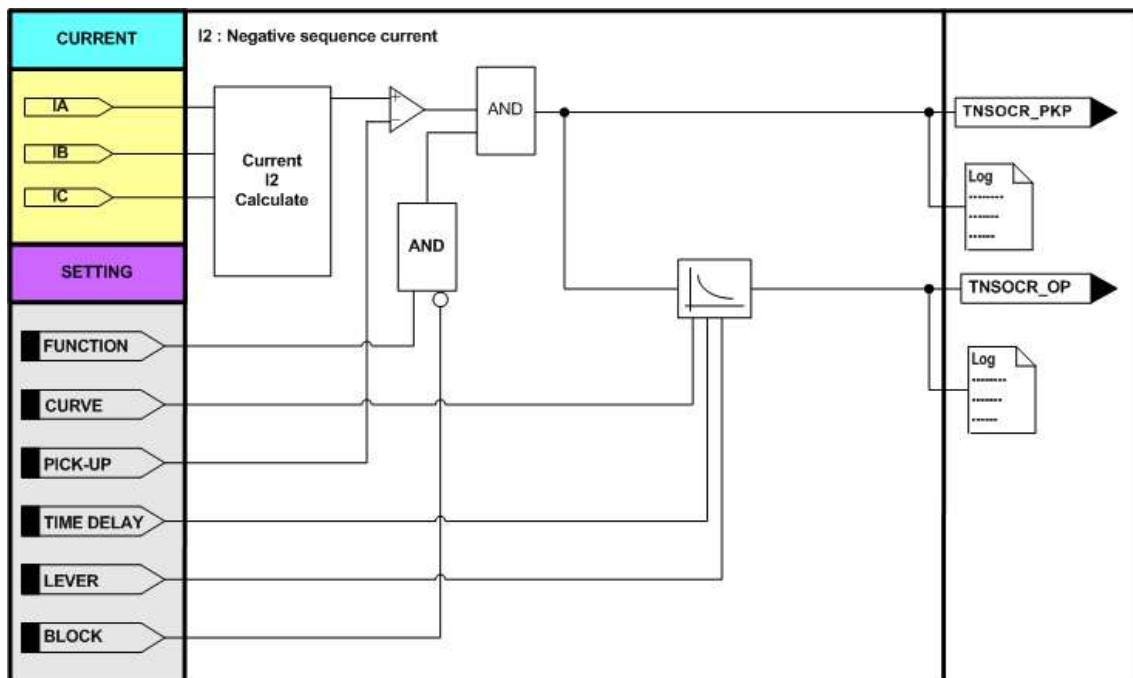 CURRENT
I2 : Negative sequence current
IA
IB
IC
Current
I2
Calculate
+
−
AND
AND
TNSOCR_PKP
Log
SETTING
TNSOCR_OP
Log
FUNCTION
CURVE
PICK-UP
TIME DELAY
LEVER
BLOCK